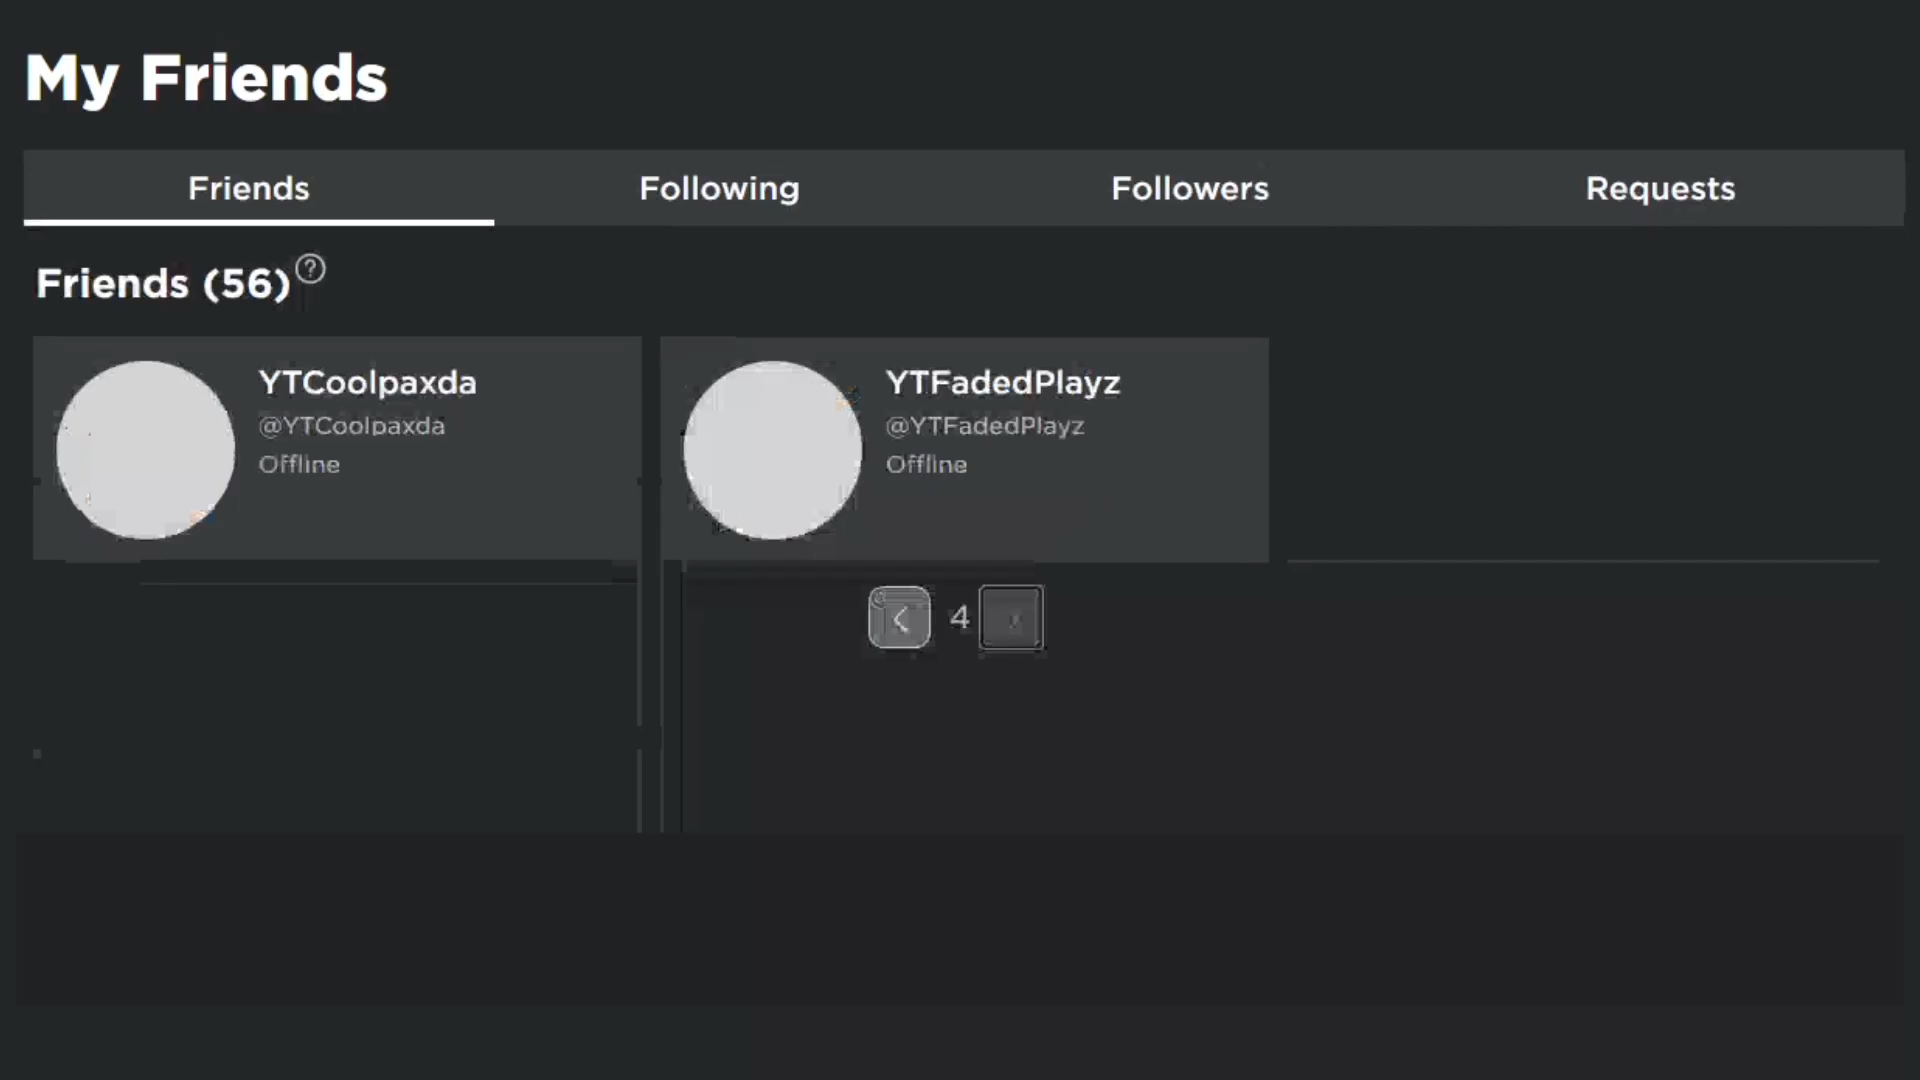 My Friends
Friends Following Followers Requests
Friends (56) ?
YTCoolpaxda
@YTCoolpaxda
Offline
YTFadedPlayz
@YTFadedPlayz
Offline
4